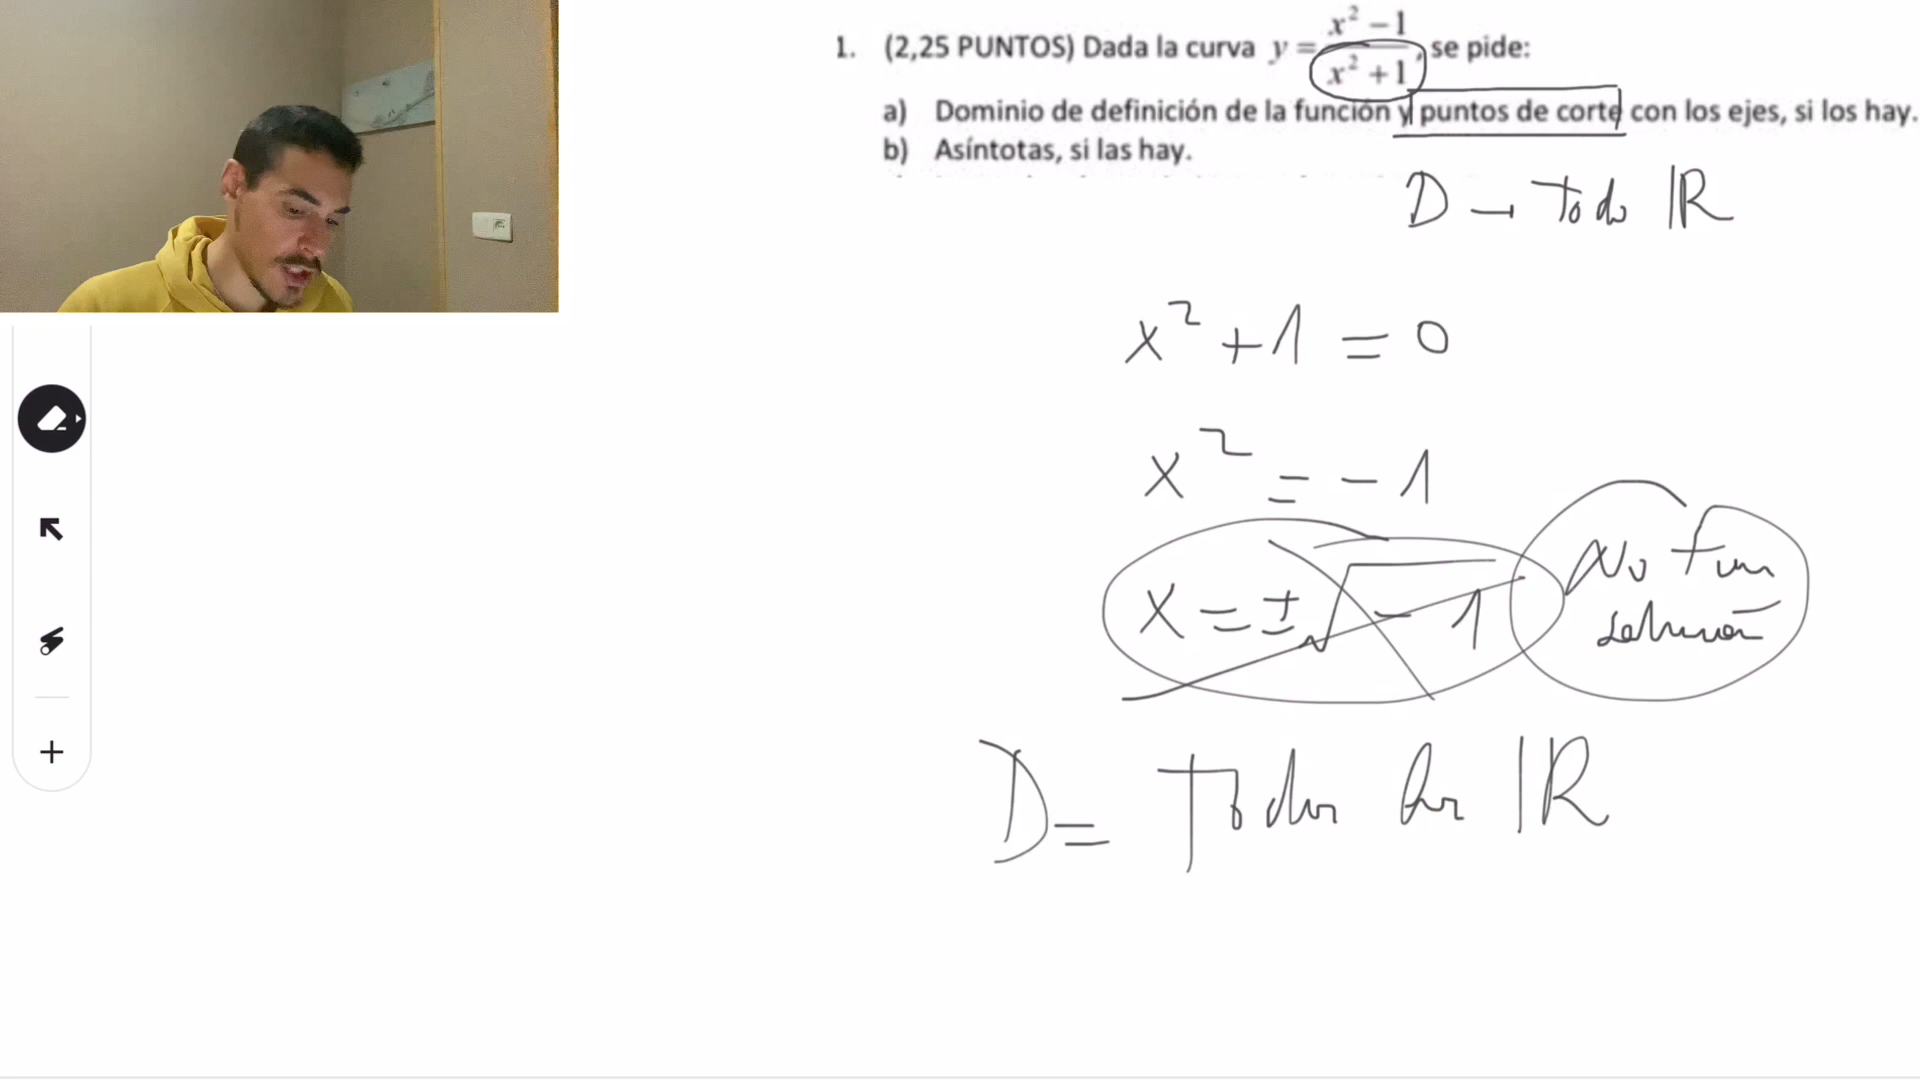 1. (2,25 PUNTOS) Dada la curva y = x² − 1 / x² + 1, se pide:
a) Dominio de definición de la función y puntos de corte con los ejes, si los hay.
b) Asíntotas, si las hay.
D → Todo ℝ
x² + 1 = 0
x² = − 1
x = ± √− 1
No
D = Todos los ℝ